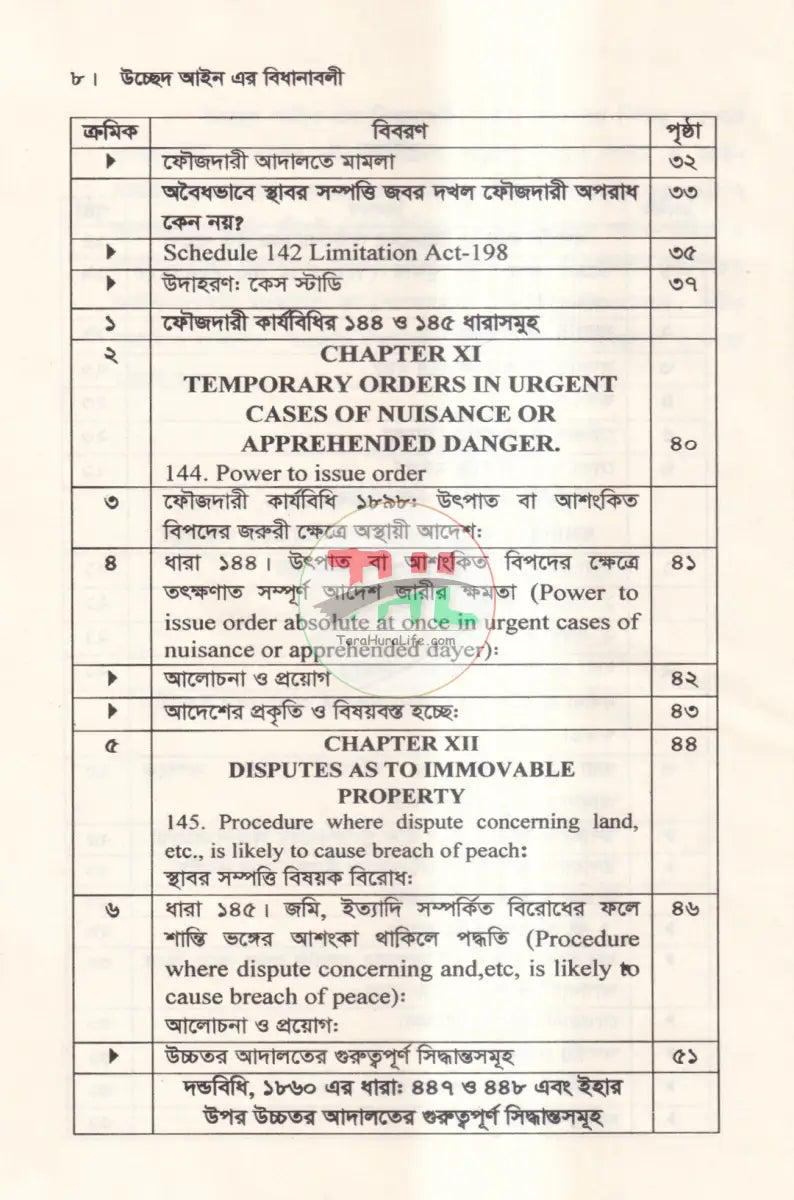 ৮। উচ্ছেদ আইন এর বিধানাবলী
ক্রমিক বিবরণ পৃষ্ঠা
ফৌজদারী আদালতে মামলা ৩২
অবৈধভাবে স্থাবর সম্পত্তি জবর দখল ফৌজদারী অপরাধ ৩৩
কেন নয়?
Schedule 142 Limitation Act-198 ৩৫
উদাহরণ: কেস স্টাডি ৩৭
১ ফৌজদারী কার্যবিধির ১৪৪ ও ১৪৫ ধারাসমুহ
২ CHAPTER XI
TEMPORARY ORDERS IN URGENT
CASES OF NUISANCE OR
APPREHENDED DANGER. ৪০
144. Power to issue order
৩ ফৌজদারী কার্যবিধি ১৮৯৮: উৎপাত বা আশংকিত
বিপদের জরুরী ক্ষেত্রে অস্থায়ী আদেশ:
৪ ধারা ১৪৪। উৎপাত বা আশংকিত বিপদের ক্ষেত্রে ৪১
তৎক্ষণাত সম্পূর্ণ আদেশ জারীর ক্ষমতা (Power to
issue order absolute at once in urgent cases of
TaraHuraLife.com
nuisance or apprehended dayer):
আলোচনা ও প্রয়োগ ৪২
আদেশের প্রকৃতি ও বিষয়বস্তু হচ্ছে: ৪৩
৫ CHAPTER XII ৪৪
DISPUTES AS TO IMMOVABLE
PROPERTY
145. Procedure where dispute concerning land,
etc., is likely to cause breach of peach:
স্থাবর সম্পত্তি বিষয়ক বিরোধ:
৬ ধারা ১৪৫। জমি, ইত্যাদি সম্পর্কিত বিরোধের ফলে ৪৬
শান্তি ভঙ্গের আশংকা থাকিলে পদ্ধতি (Procedure
where dispute concerning and,etc, is likely to
cause breach of peace):
আলোচনা ও প্রয়োগ:
উচ্চতর আদালতের গুরুত্বপূর্ণ সিদ্ধান্তসমূহ ৫১
দন্ডবিধি, ১৮৬০ এর ধারা: ৪৪৭ ও ৪৪৮ এবং ইহার
উপর উচ্চতর আদালতের গুরুত্বপূর্ণ সিদ্ধান্তসমূহ